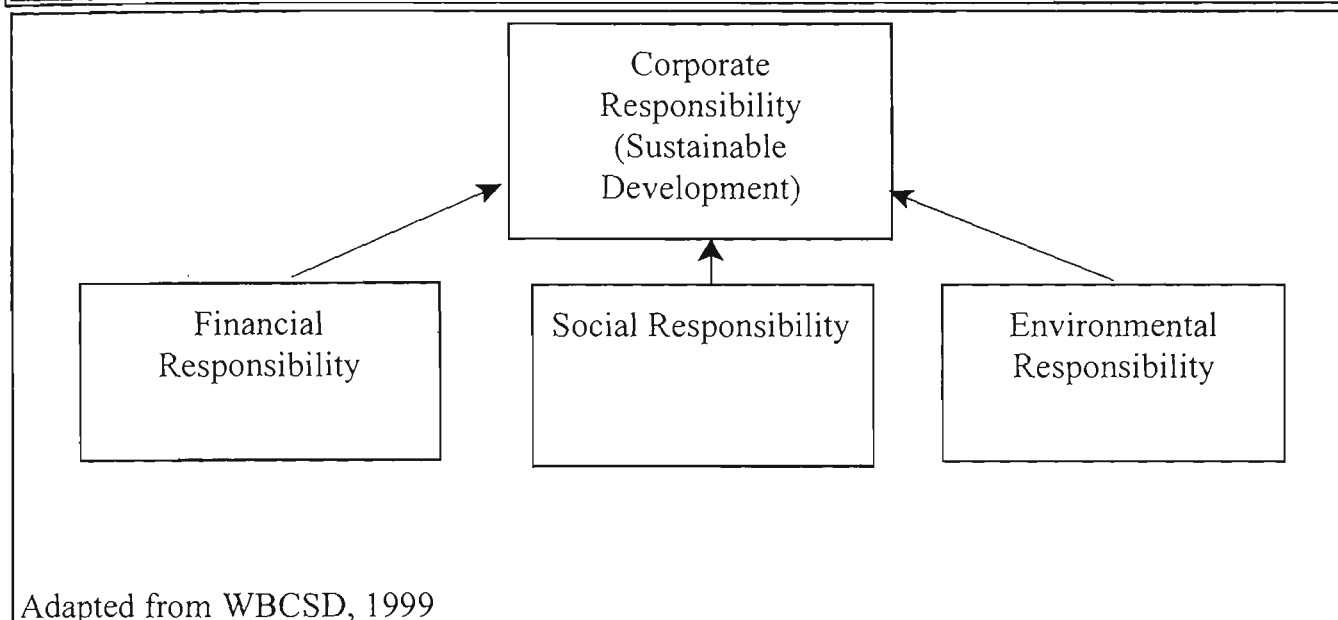 Corporate
Responsibility
(Sustainable
Development)
Financial
Responsibility
Social Responsibility
Environmental
Responsibility
Adapted from WBCSD, 1999